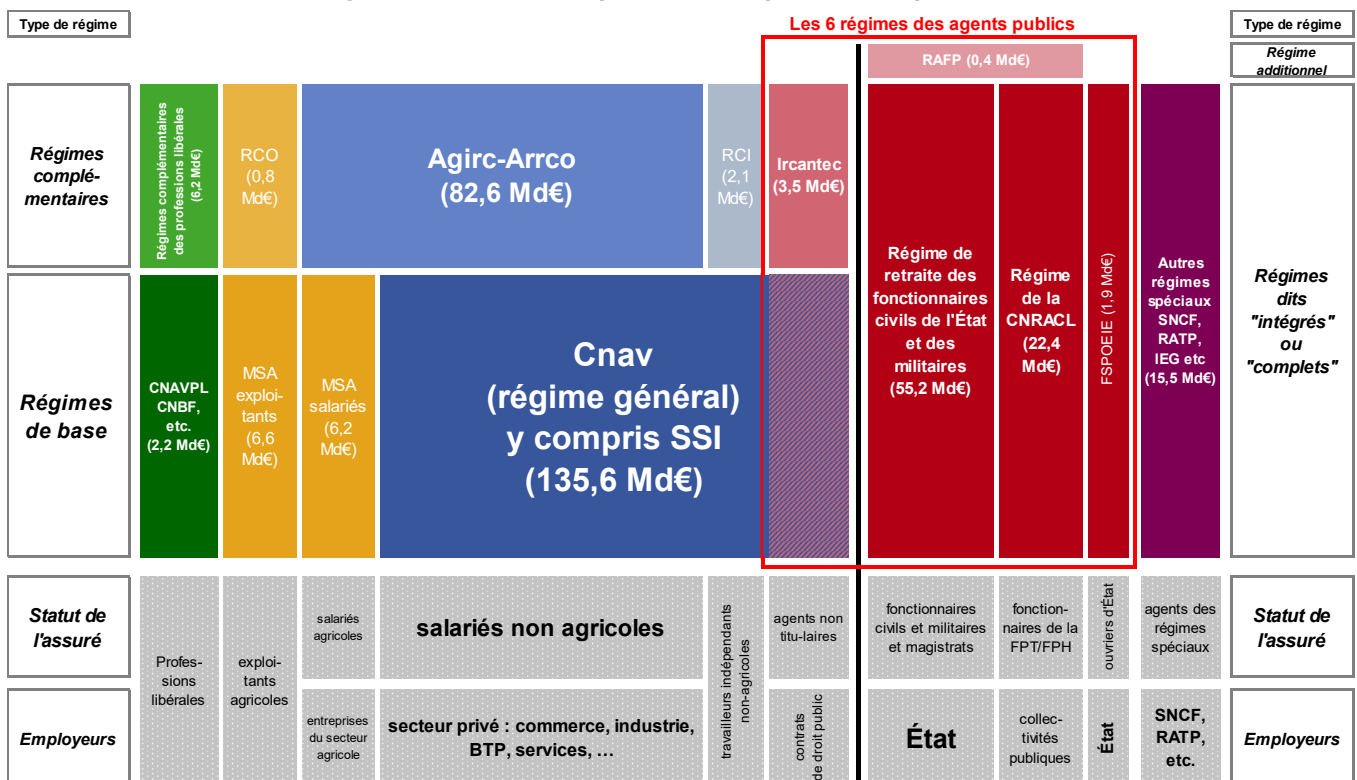 Les 6 régimes des agents publics
Type de régime
Type de régime
RAFP (0,4 Md€)
Régime
additionnel
Régimes
complé-
mentaires
Régimes complémentaires
des professions libérales
(6,2 Md€)
RCO
(0,8
Md€)
Agirc-Arrco
(82,6 Md€)
RCI
(2,1
Md€)
Ircantec
(3,5 Md€)
Régime de
retraite des
fonctionnaires
civils de l'État
et des
militaires
(55,2 Md€)
Régime
de la
CNRACL
(22,4
Md€)
FSPOEIE (1,9 Md€)
Autres
régimes
spéciaux
SNCF,
RATP,
IEG etc
(15,5 Md€)
Régimes
dits
"intégrés"
ou
"complets"
Régimes
de base
CNAVPL
CNBF,
etc.
(2,2 Md€)
MSA
exploi-
tants
(6,6
Md€)
MSA
salariés
(6,2
Md€)
Cnav
(régime général)
y compris SSI
(135,6 Md€)
Statut de
l'assuré
Profes-
sions
libérales
exploi-
tants
agricoles
salariés
agricoles
salariés non agricoles
travailleurs indépendants
non-agricoles
agents non
titu-laires
fonctionnaires
civils et militaires
et magistrats
fonction-
naires de la
FPT/FPH
ouvriers d'État
agents des
régimes
spéciaux
Statut de
l'assuré
Employeurs
entreprises
du secteur
agricole
secteur privé : commerce, industrie,
BTP, services, …
contrats
de droit public
État
collec-
tivités
publiques
État
SNCF,
RATP,
etc.
Employeurs